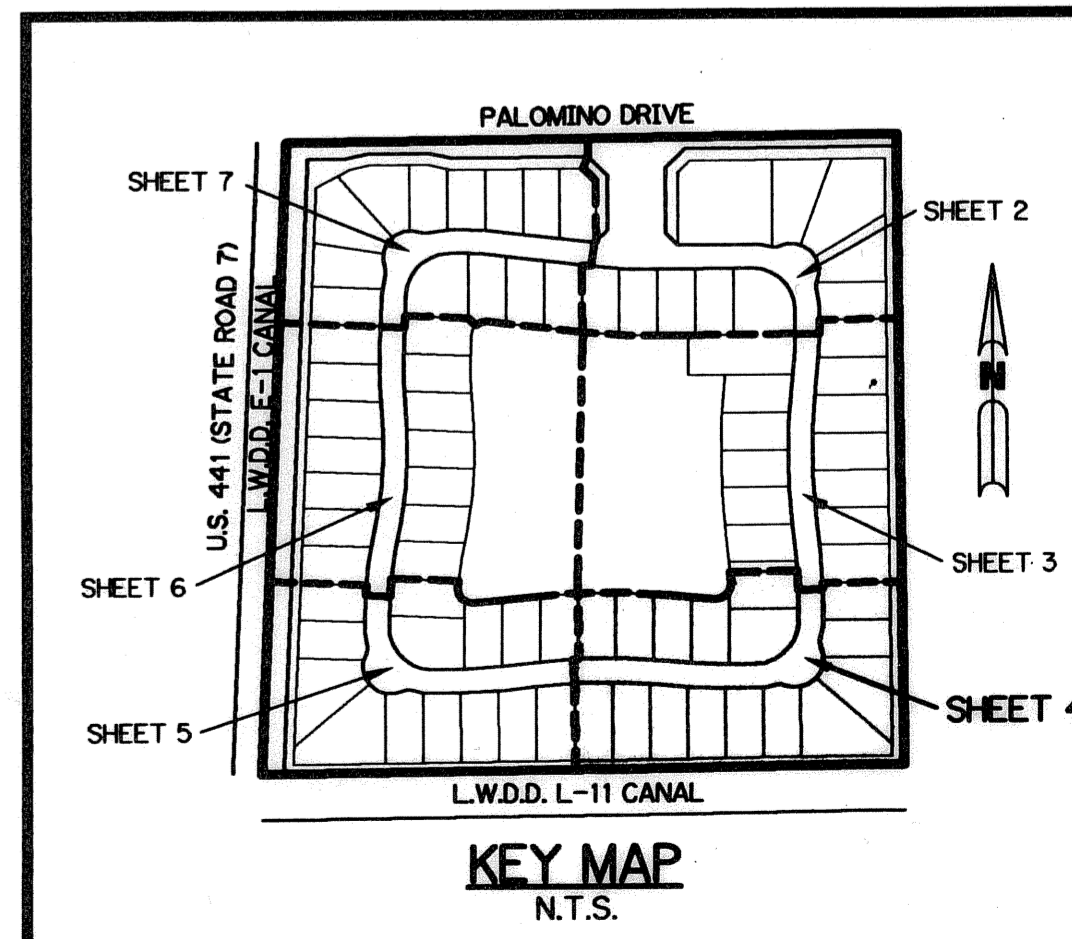 PALOMINO DRIVE
SHEET 7
SHEET 2
U.S. 441 (STATE ROAD 7)
L.W.D.D. E-1 CANAL
N
SHEET 6
SHEET 3
SHEET 5
SHEET 4
L.W.D.D. L-11 CANAL
KEY MAP
N.T.S.